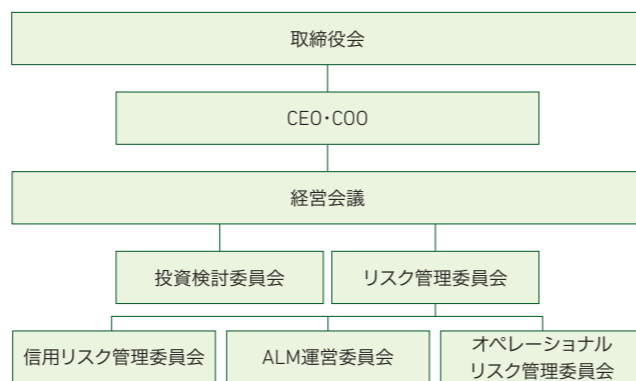 取締役会
CEO・COO
経営会議
投資検討委員会
リスク管理委員会
信用リスク管理委員会
ALM運営委員会
オペレーショナル
リスク管理委員会